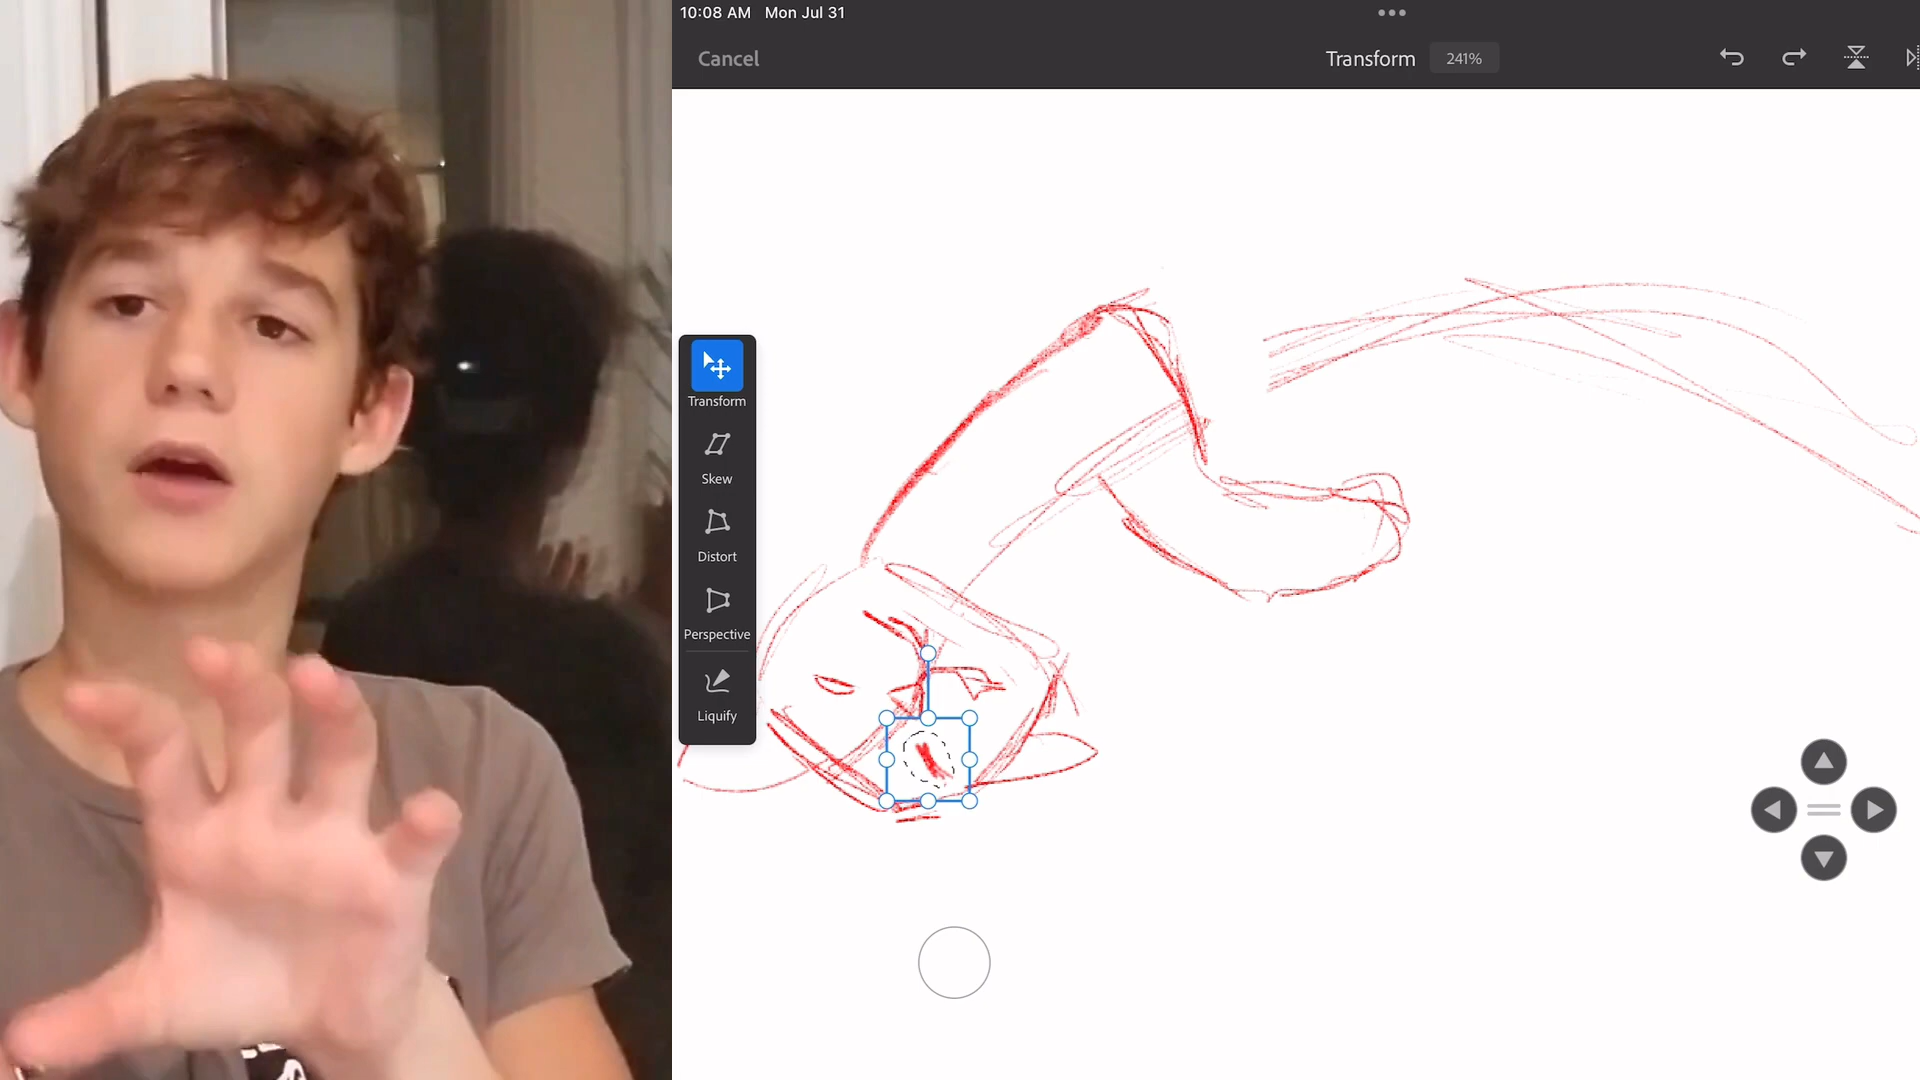 10:08 AM Mon Jul 31
Cancel
Transform 241%
Transform
Skew
Distort
Perspective
Liquify